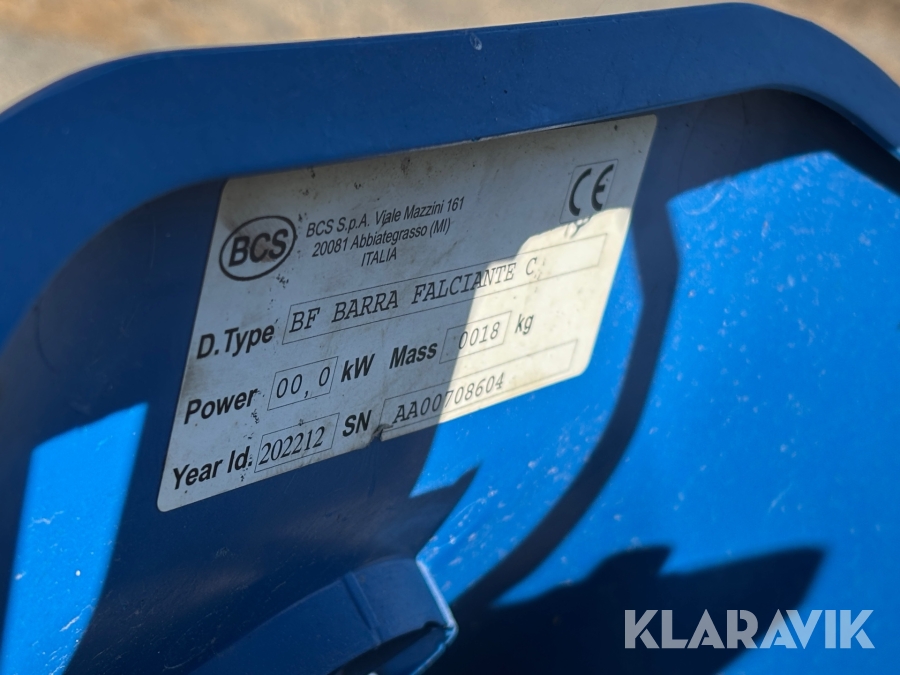 BCS
BCS S.p.A. Viale Mazzini 161
20081 Abbiategrasso (MI)
ITALIA
CE
D.Type BF BARRA FALCIANTE C
Power 00,0 kW Mass 0018 kg
Year Id. 202212 SN AA00708604
KLARAVIK